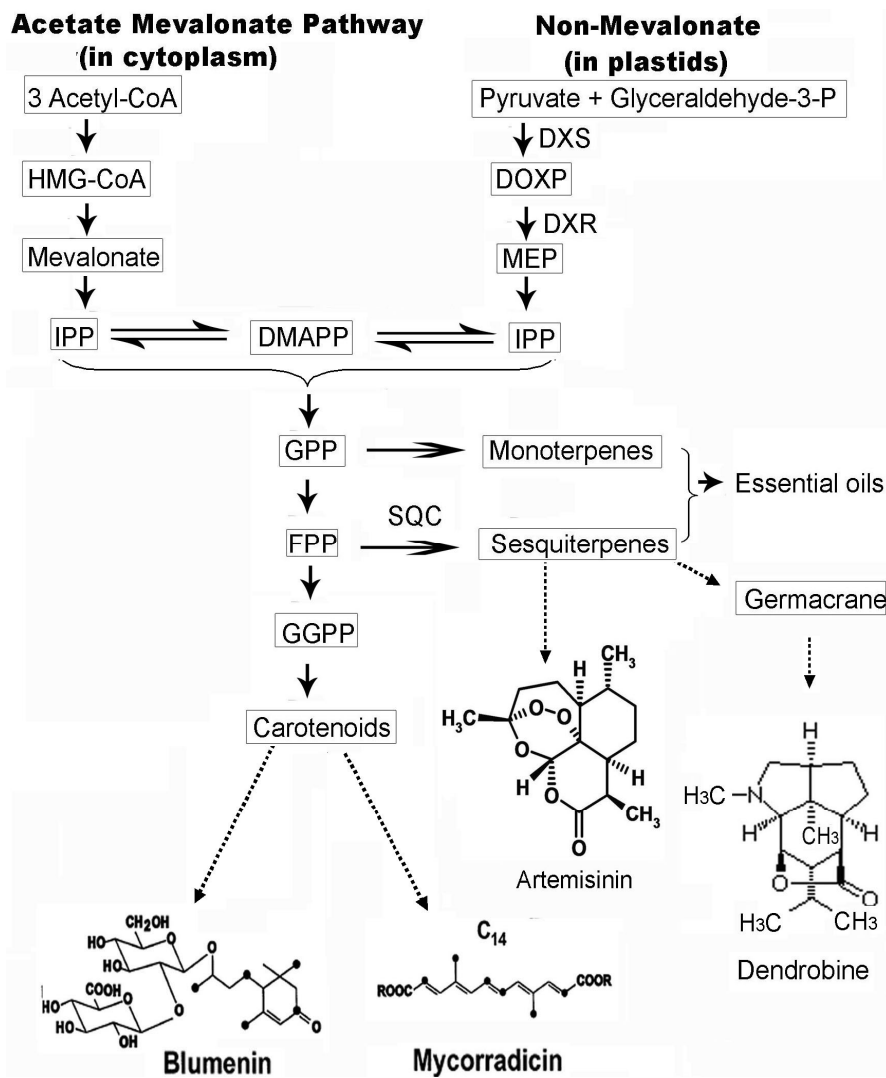 Acetate Mevalonate Pathway
(in cytoplasm)
Non-Mevalonate
(in plastids)
3 Acetyl-CoA
Pyruvate + Glyceraldehyde-3-P
DXS
HMG-CoA
DOXP
DXR
Mevalonate
MEP
IPP
DMAPP
IPP
GPP
Monoterpenes
Essential oils
SQC
FPP
Sesquiterpenes
Germacrane
GGPP
Carotenoids
CH3
H
H3C
O
O
O
H
H
O
CH3
O
Artemisinin
H
H3C
N
H
CH3
H
O
O
H3C
CH3
Dendrobine
CH2OH
HO
O
O
HO
HO
O
COOH
O
HO
HO
OH
O
Blumenin
C14
ROOC
COOR
Mycorradicin